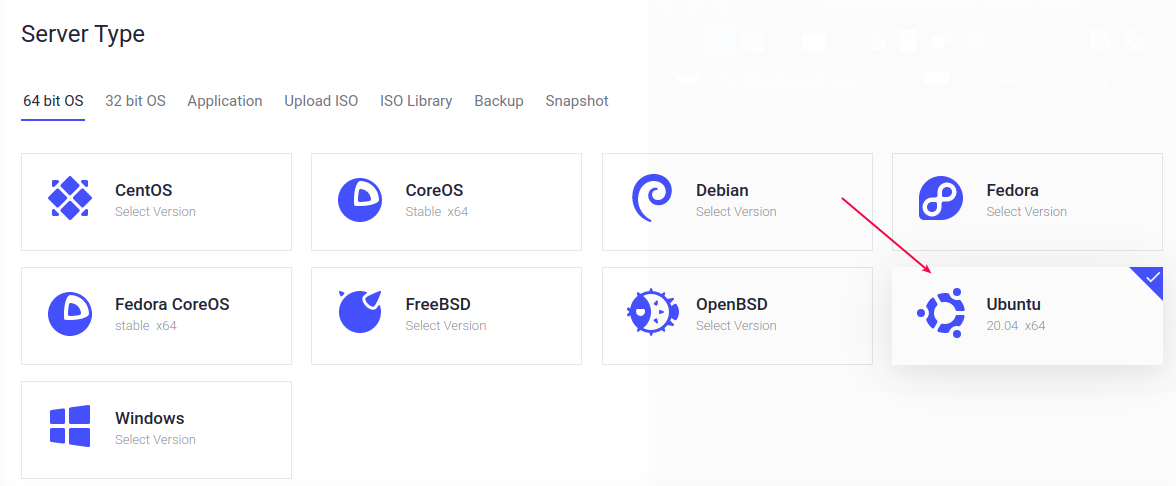 Server Type
64 bit OS 32 bit OS Application Upload ISO ISO Library Backup Snapshot
CentOS
Select Version
CoreOS
Stable x64
Debian
Select Version
Fedora
Select Version
Fedora CoreOS
stable x64
FreeBSD
Select Version
OpenBSD
Select Version
Ubuntu
20.04 x64
Windows
Select Version